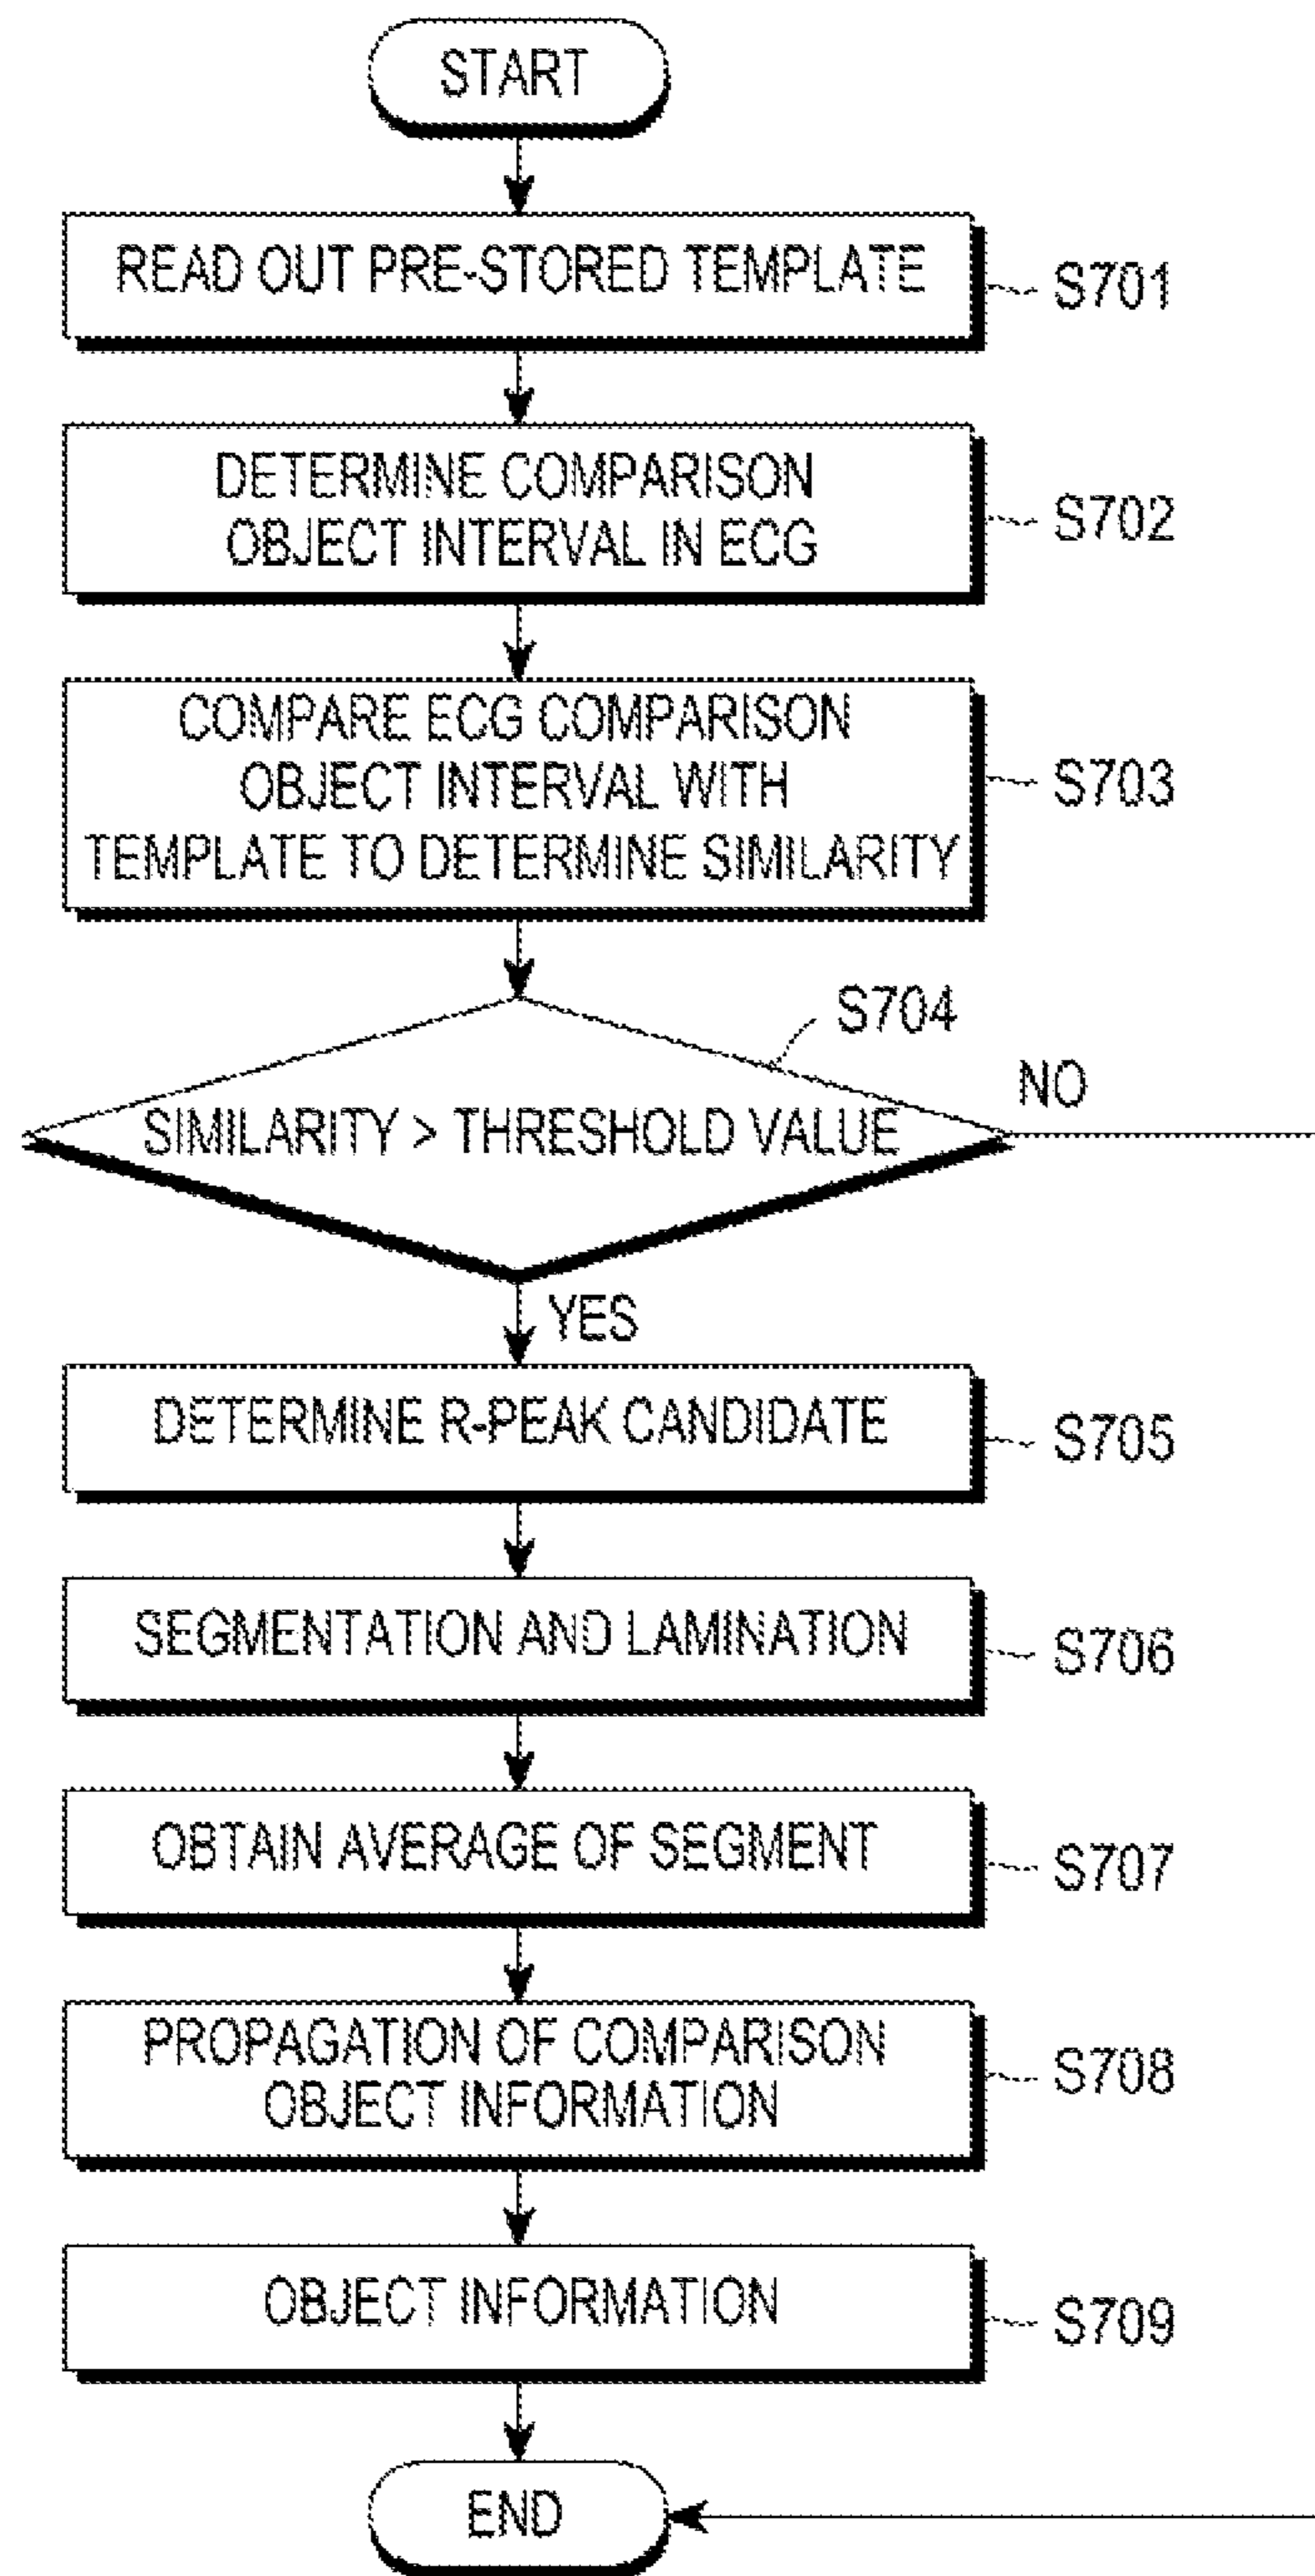 START
READ OUT PRE-STORED TEMPLATE
S701
DETERMINE COMPARISON
OBJECT INTERVAL IN ECG
S702
COMPARE ECG COMPARISON
OBJECT INTERVAL WITH
TEMPLATE TO DETERMINE SIMILARITY
S703
S704
SIMILARITY > THRESHOLD VALUE
NO
YES
DETERMINE R-PEAK CANDIDATE
S705
SEGMENTATION AND LAMINATION
S706
OBTAIN AVERAGE OF SEGMENT
S707
PROPAGATION OF COMPARISON
OBJECT INFORMATION
S708
OBJECT INFORMATION
S709
END